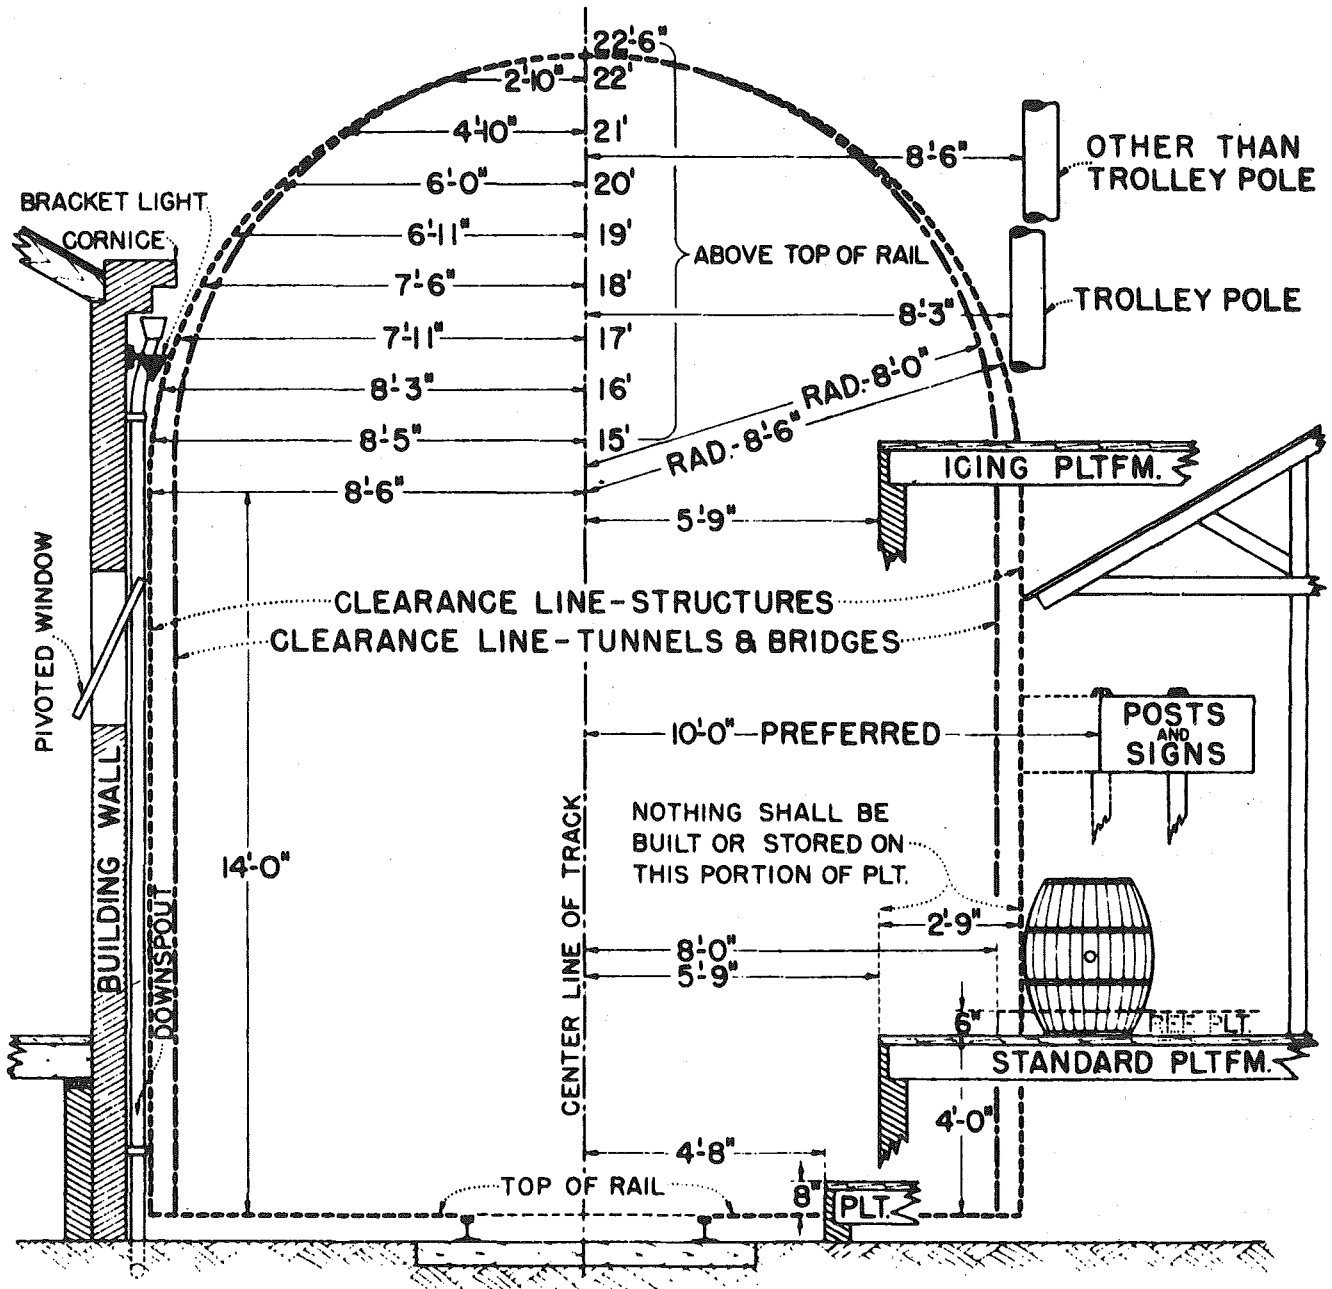 22'-6"
2'-10" 22'
4'-10" 21'
8'-6"
OTHER THAN
TROLLEY POLE
6'-0" 20'
BRACKET LIGHT
CORNICE
6'-11" 19'
ABOVE TOP OF RAIL
7'-6" 18'
TROLLEY POLE
8'-3"
7'-11" 17'
8'-3" 16'
RAD.-8'-0"
RAD.-8'-6"
8'-5" 15'
ICING PLTFM.
8'-6"
5'-9"
PIVOTED WINDOW
CLEARANCE LINE-STRUCTURES
CLEARANCE LINE-TUNNELS & BRIDGES
10'-0" PREFERRED
POSTS
AND
SIGNS
BUILDING WALL
DOWNSPOUT
14'-0"
CENTER LINE OF TRACK
NOTHING SHALL BE
BUILT OR STORED ON
THIS PORTION OF PLT.
2'-9"
8'-0"
5'-9"
6"
PLT.
STANDARD PLTFM.
4'-0"
4'-8"
TOP OF RAIL
8"
PLT.